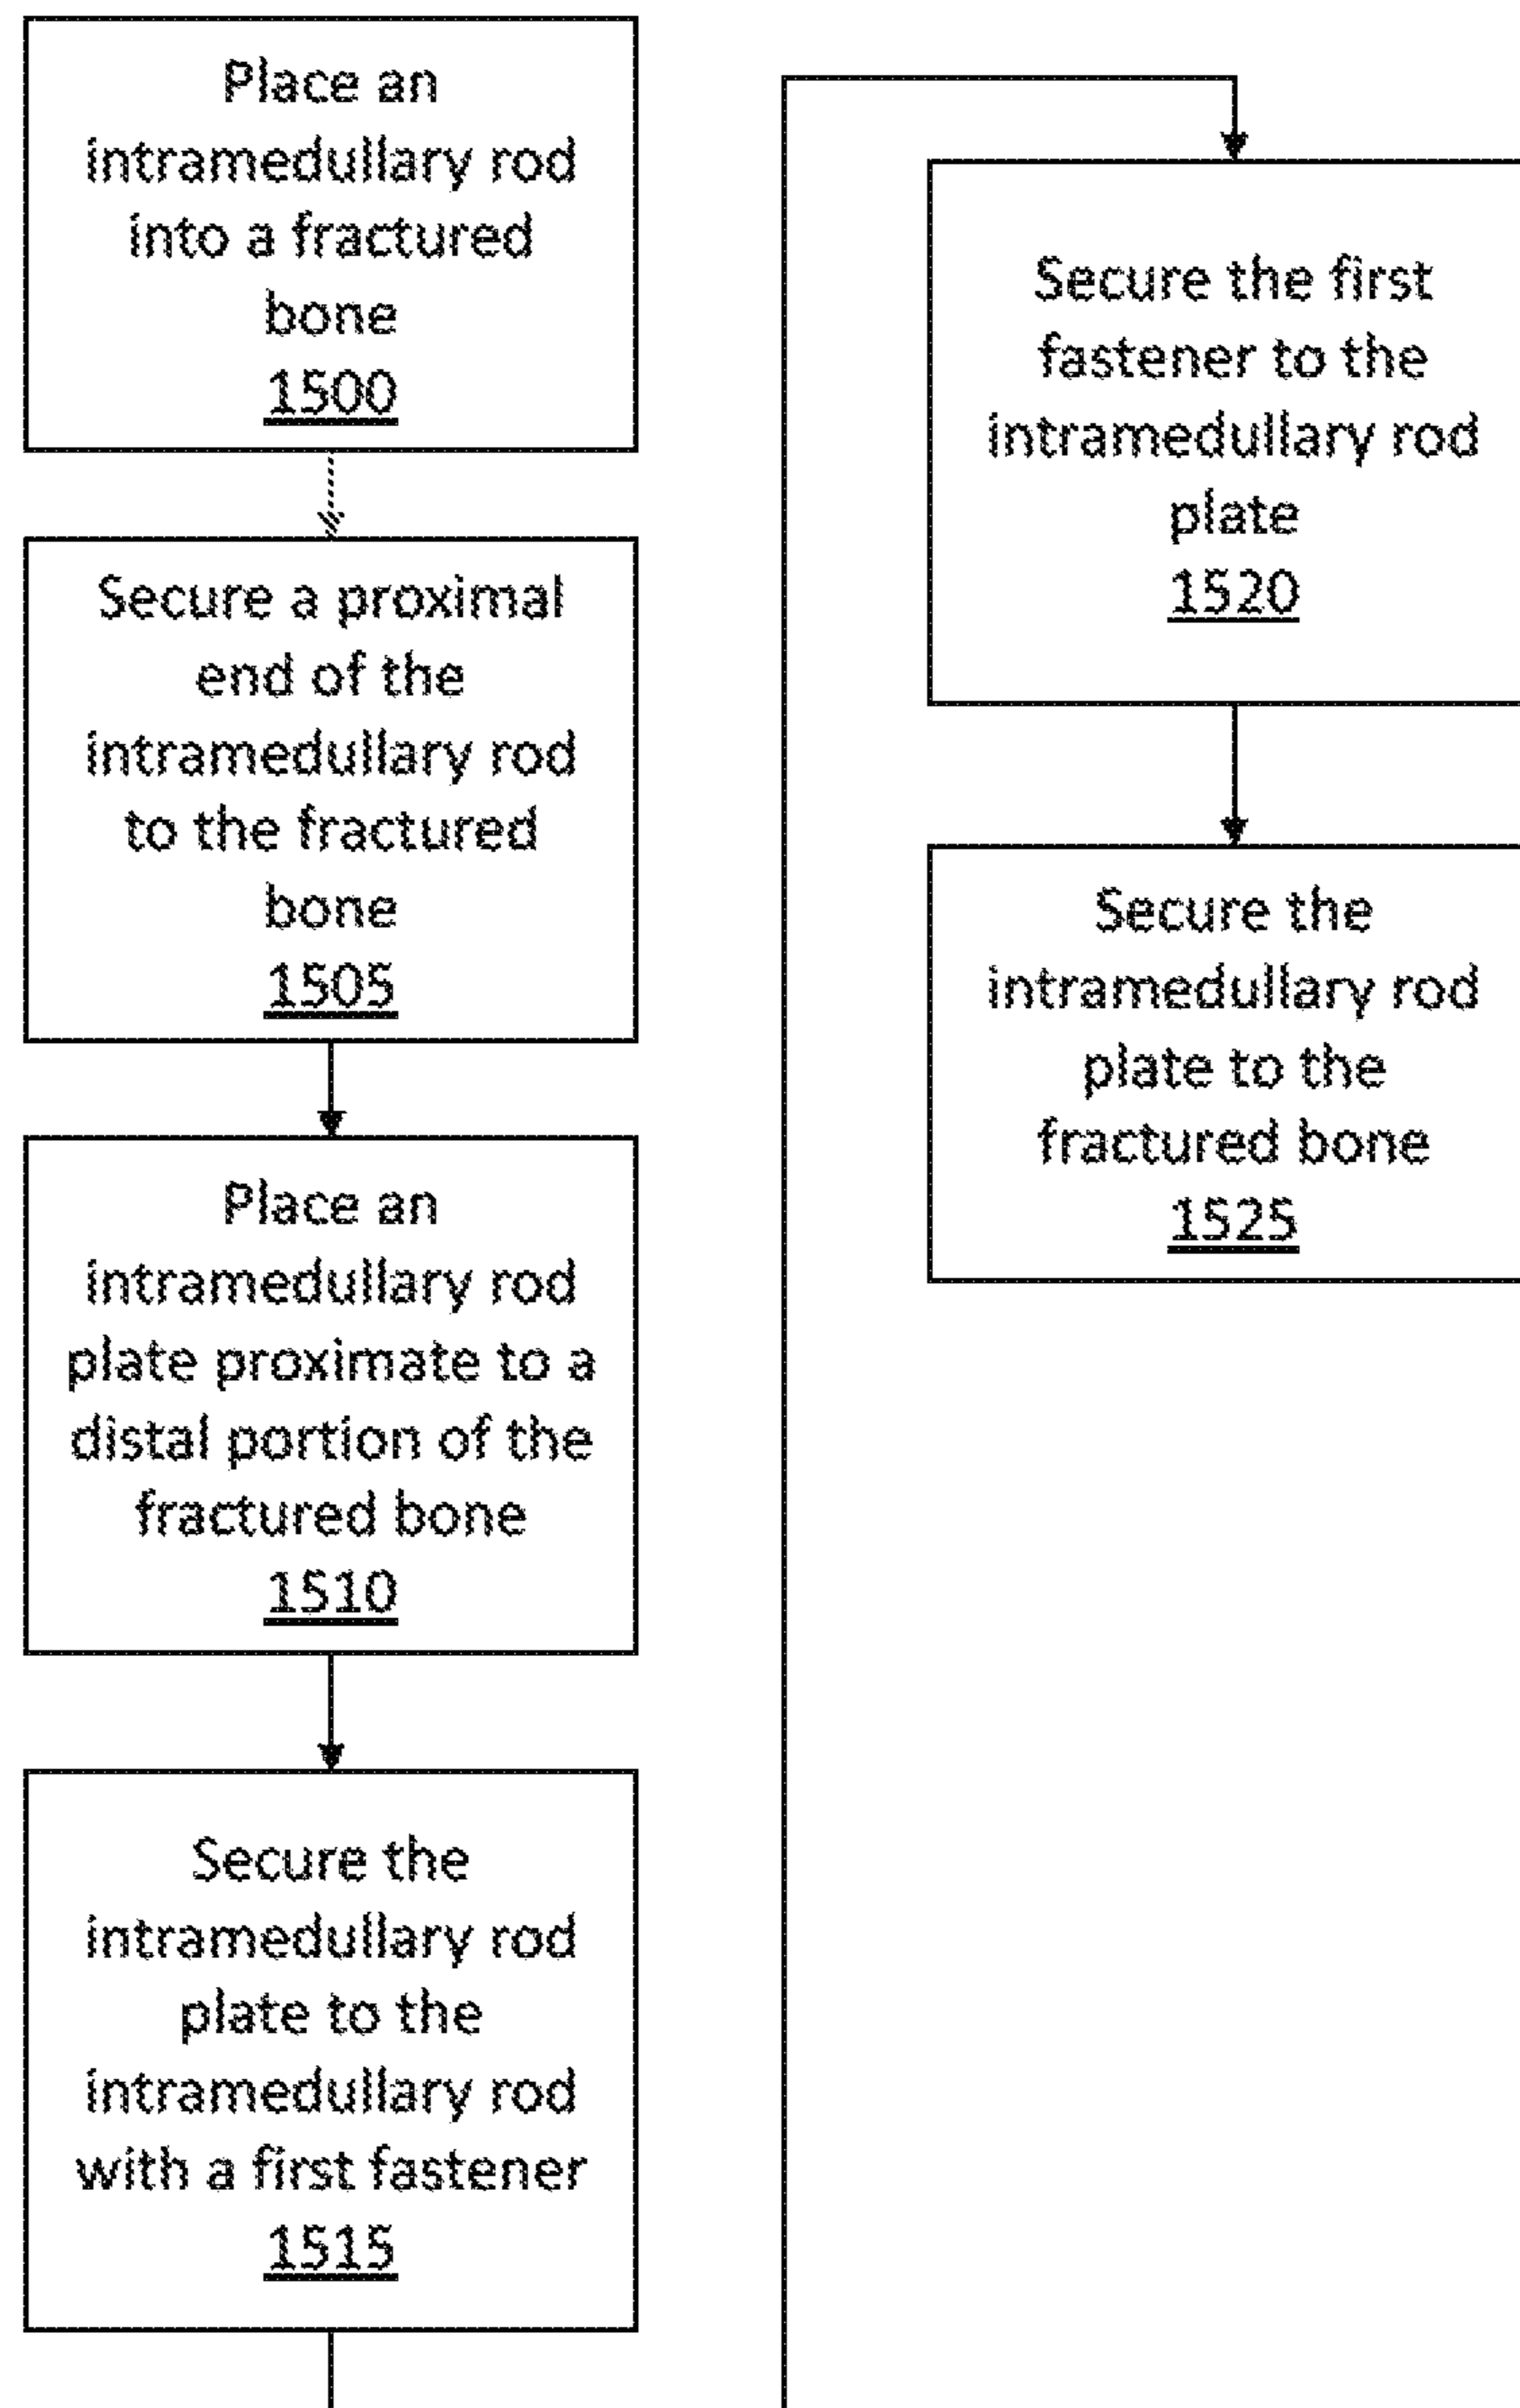 Place an
intramedullary rod
into a fractured
bone
1500
Secure a proximal
end of the
intramedullary rod
to the fractured
bone
1505
Place an
intramedullary rod
plate proximate to a
distal portion of the
fractured bone
1510
Secure the
intramedullary rod
plate to the
intramedullary rod
with a first fastener
1515
Secure the first
fastener to the
intramedullary rod
plate
1520
Secure the
intramedullary rod
plate to the
fractured bone
1525